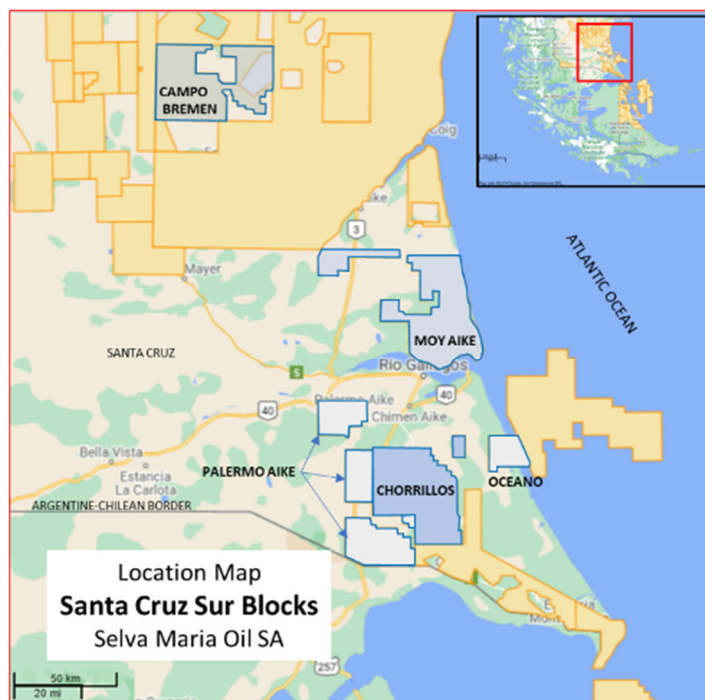 CAMPO
BREMEN
Coig
3
Mayer
ATLANTIC OCEAN
MOY AIKE
SANTA CRUZ
Río Gallegos
5
40
40
Palermo Aike
Chimen Aike
Bella Vista
Estancia
La Carlota
PALERMO AIKE
CHORRILLOS
OCEANO
ARGENTINE-CHILEAN BORDER
Location Map
Santa Cruz Sur Blocks
Selva Maria Oil SA
257
50 km
20 mi